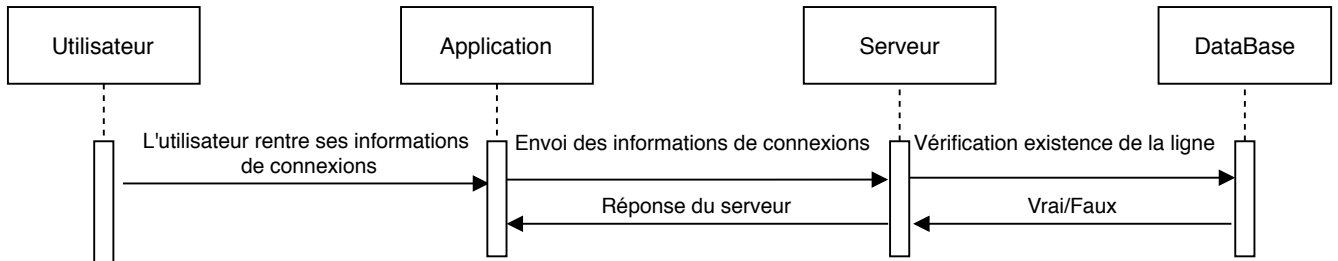 Utilisateur
Application
Serveur
DataBase
L'utilisateur rentre ses informations
de connexions
Envoi des informations de connexions
Vérification existence de la ligne
Réponse du serveur
Vrai/Faux